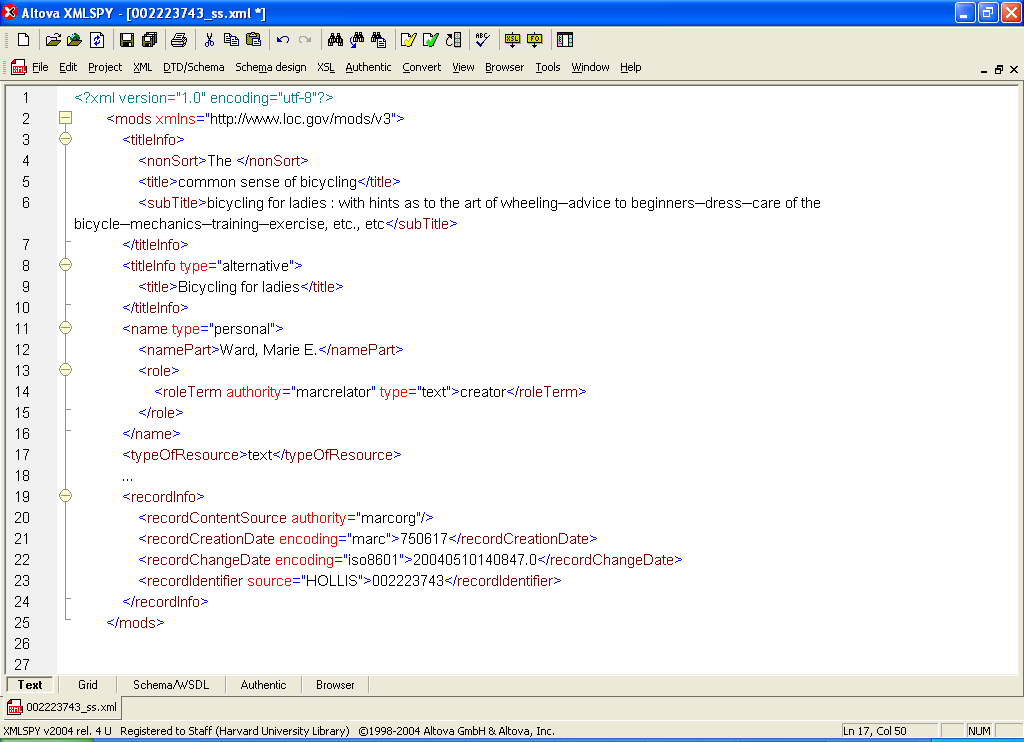 Altova XMLSPY - [002223743_ss.xml *]
File Edit Project XML DTD/Schema Schema design XSL Authentic Convert View Browser Tools Window Help
1 <?xml version="1.0" encoding="utf-8"?>
2 <mods xmlns="http://www.loc.gov/mods/v3">
3 <titleInfo>
4 <nonSort>The </nonSort>
5 <title>common sense of bicycling</title>
6 <subTitle>bicycling for ladies : with hints as to the art of wheeling—advice to beginners—dress—care of the
bicycle—mechanics—training—exercise, etc., etc</subTitle>
7 </titleInfo>
8 <titleInfo type="alternative">
9 <title>Bicycling for ladies</title>
10 </titleInfo>
11 <name type="personal">
12 <namePart>Ward, Marie E.</namePart>
13 <role>
14 <roleTerm authority="marcrelator" type="text">creator</roleTerm>
15 </role>
16 </name>
17 <typeOfResource>text</typeOfResource>
18 ...
19 <recordInfo>
20 <recordContentSource authority="marcorg"/>
21 <recordCreationDate encoding="marc">750617</recordCreationDate>
22 <recordChangeDate encoding="iso8601">20040510140847.0</recordChangeDate>
23 <recordIdentifier source="HOLLIS">002223743</recordIdentifier>
24 </recordInfo>
25 </mods>
26
27
Text Grid Schema/WSDL Authentic Browser
002223743_ss.xml
XMLSPY v2004 rel. 4 U Registered to Staff (Harvard University Library) ©1998-2004 Altova GmbH & Altova, Inc. Ln 17, Col 50 NUM